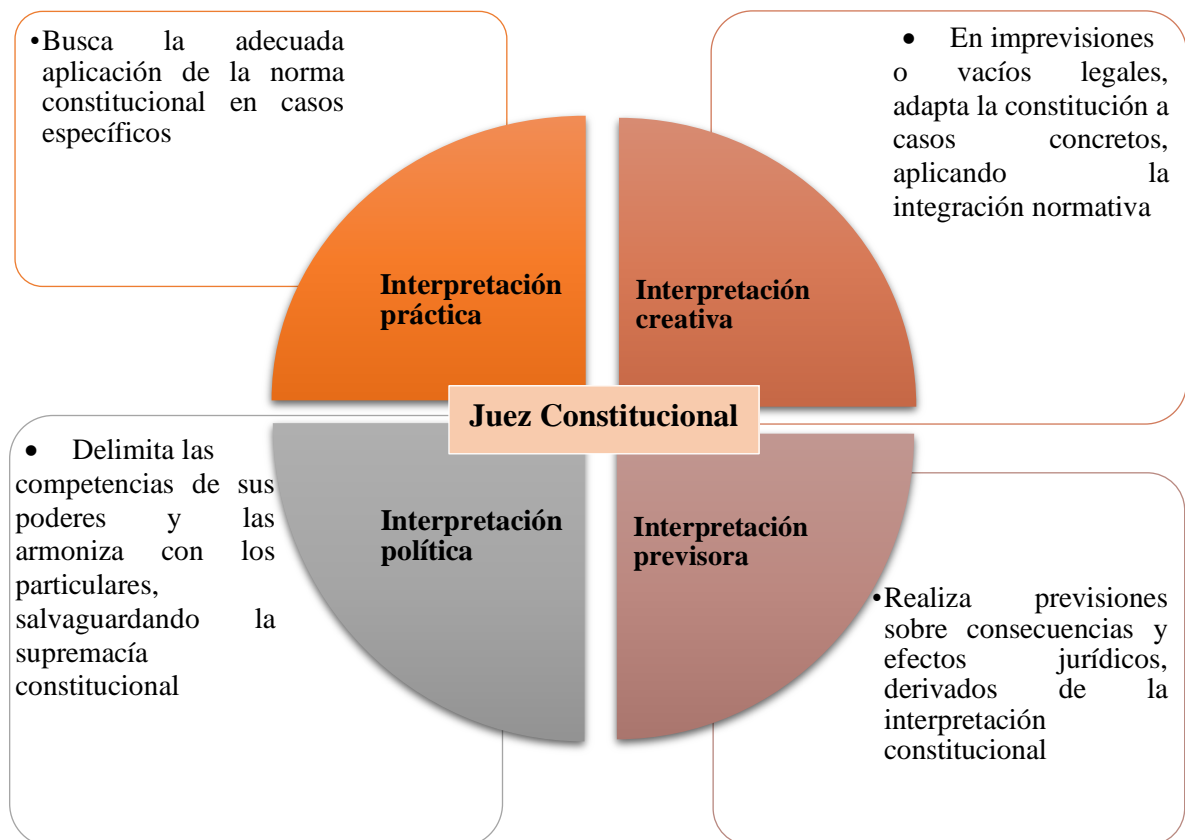 •Busca la adecuada
aplicación de la norma
constitucional en casos
específicos
• En imprevisiones
o vacíos legales,
adapta la constitución a
casos concretos,
aplicando la
integración normativa
Interpretación
práctica
Interpretación
creativa
Juez Constitucional
• Delimita las
competencias de sus
poderes y las
armoniza con los
particulares,
salvaguardando la
supremacía
constitucional
Interpretación
política
Interpretación
previsora
•Realiza previsiones
sobre consecuencias y
efectos jurídicos,
derivados de la
interpretación
constitucional